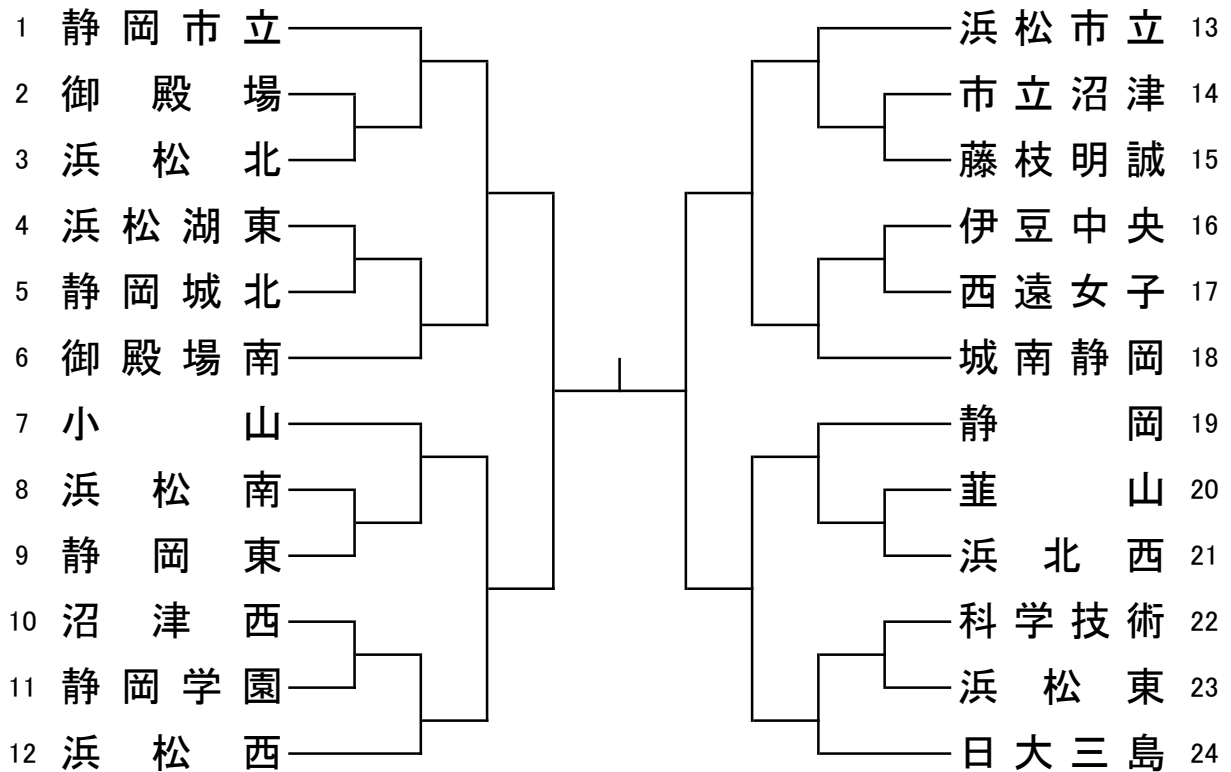 1 静岡市立
2 御殿場
3 浜松北
4 浜松湖東
5 静岡城北
6 御殿場南
7 小山
8 浜松南
9 静岡東
10 沼津西
11 静岡学園
12 浜松西
浜松市立 13
市立沼津 14
藤枝明誠 15
伊豆中央 16
西遠女子 17
城南静岡 18
静岡 19
韮山 20
浜北西 21
科学技術 22
浜松東 23
日大三島 24